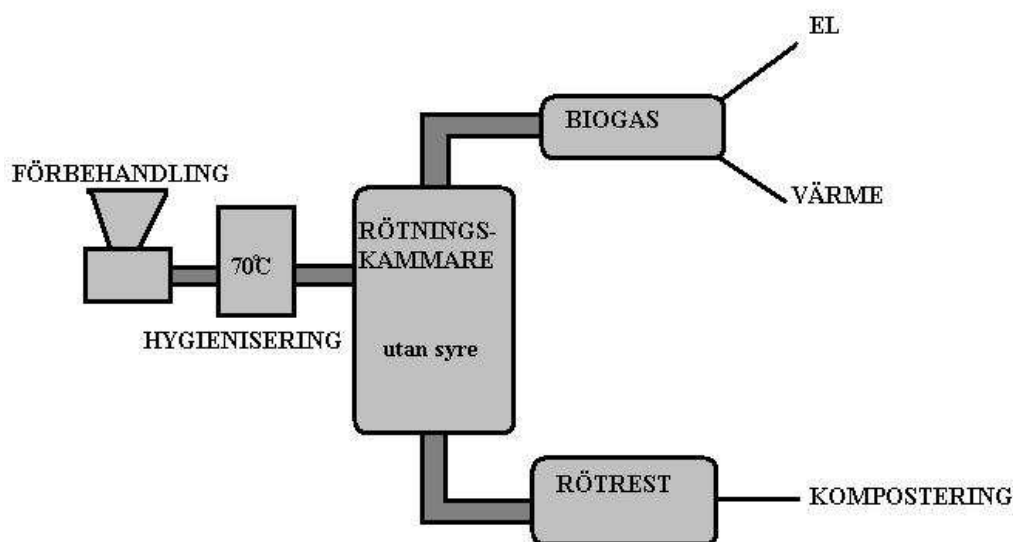 FÖRBEHANDLING
70°C
HYGIENISERING
RÖTNINGS-
KAMMARE
utan syre
BIOGAS
EL
VÄRME
RÖTREST
KOMPOSTERING